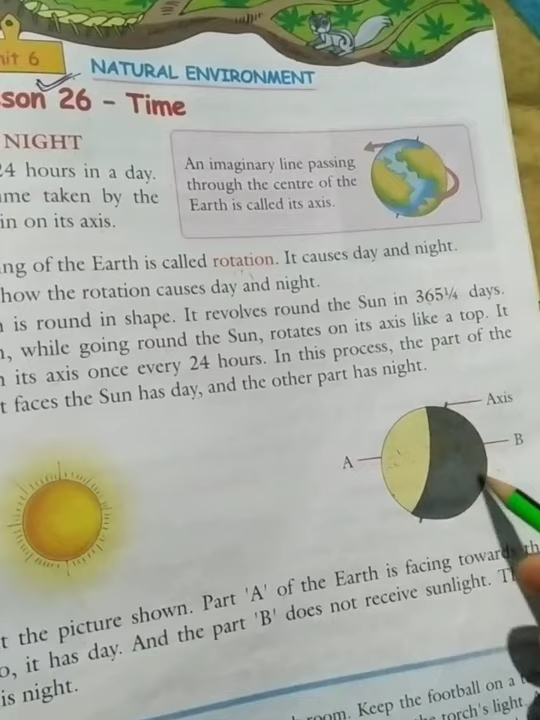 nit 6
NATURAL ENVIRONMENT
son 26 - Time
NIGHT
24 hours in a day.
me taken by the
in on its axis.
An imaginary line passing
through the centre of the
Earth is called its axis.
ng of the Earth is called rotation. It causes day and night.
how the rotation causes day and night.
is round in shape. It revolves round the Sun in 365¼ days.
, while going round the Sun, rotates on its axis like a top. It
its axis once every 24 hours. In this process, the part of the
t faces the Sun has day, and the other part has night.
Axis
B
A
t the picture shown. Part 'A' of the Earth is facing towards th
o, it has day. And the part 'B' does not receive sunlight. T
is night.
room. Keep the football on a t
torch's light.